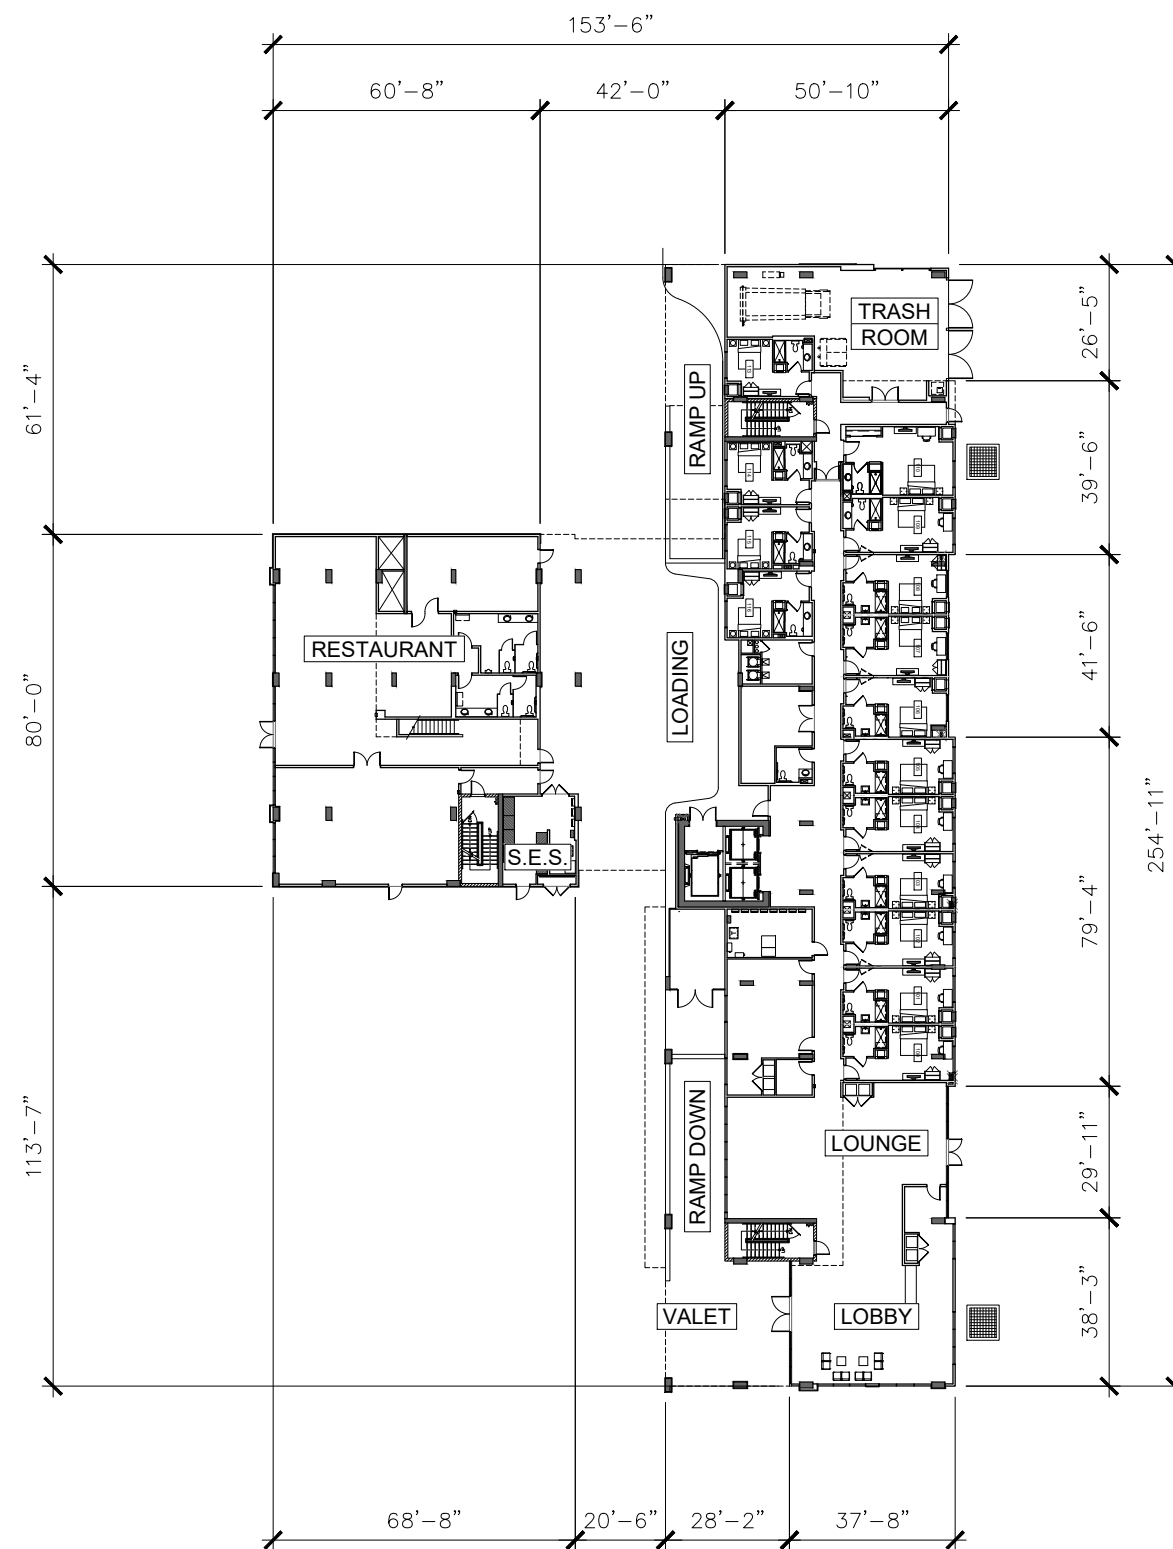 153'-6"
60'-8"
42'-0"
50'-10"
TRASH
ROOM
26'-5"
61'-4"
RAMP UP
39'-6"
RESTAURANT
LOADING
41'-6"
80'-0"
254'-11"
S.E.S.
79'-4"
113'-7"
RAMP DOWN
LOUNGE
29'-11"
VALET
LOBBY
38'-3"
68'-8"
20'-6"
28'-2"
37'-8"